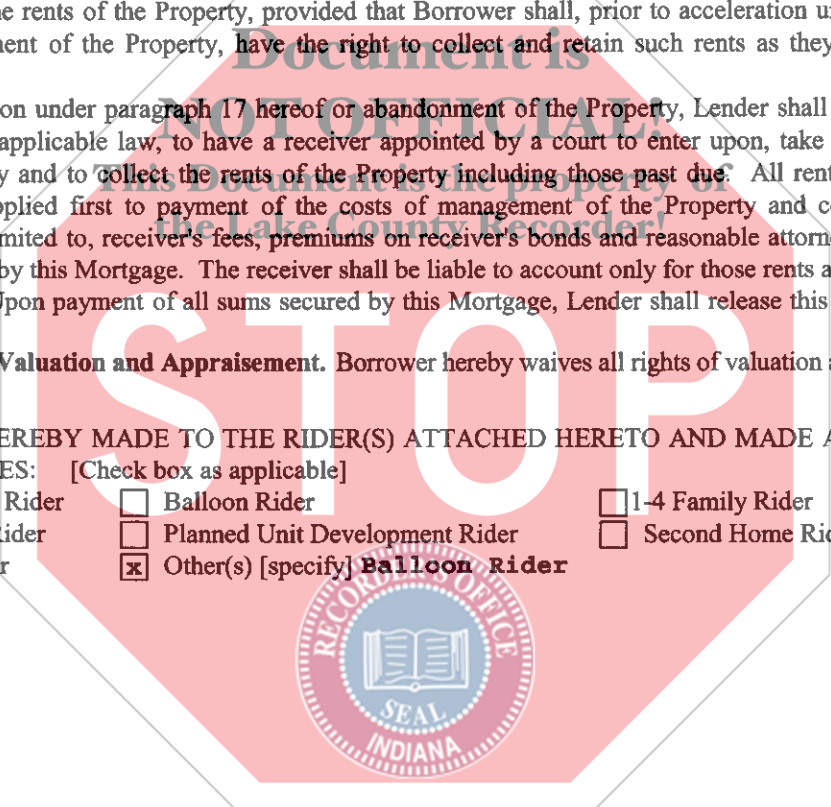 e rents of the Property, provided that Borrower shall, prior to acceleration u
ent of the Property, have the right to collect and retain such rents as they
Document is
on under paragraph 17 hereof or abandonment of the Property, Lender shall
NOT OFFICIAL!
applicable law, to have a receiver appointed by a court to enter upon, take
y and to collect the rents of the Property including those past due. All rent
This Document is the property of
pplied first to payment of the costs of management of the Property and c
the Lake County Recorder!
mited to, receiver's fees, premiums on receiver's bonds and reasonable attorn
by this Mortgage. The receiver shall be liable to account only for those rents a
Upon payment of all sums secured by this Mortgage, Lender shall release this
STOP
Valuation and Appraisement. Borrower hereby waives all rights of valuation a
EREBY MADE TO THE RIDER(S) ATTACHED HERETO AND MADE A
ES: [Check box as applicable]
Rider Balloon Rider 1-4 Family Rider
Rider Planned Unit Development Rider Second Home Rid
r x Other(s) [specify] Balloon Rider
RECORDER'S OFFICE
SEAL
INDIANA